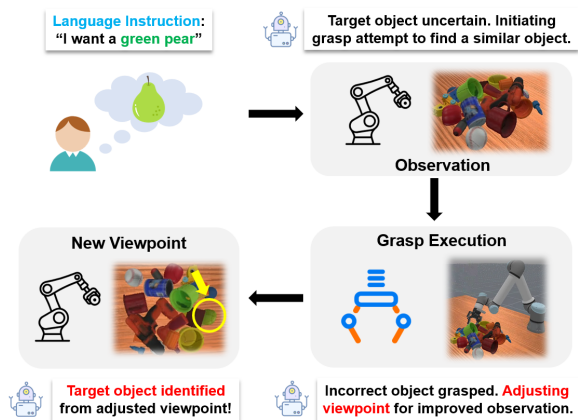 Language Instruction:
“I want a green pear”
Target object uncertain. Initiating
grasp attempt to find a similar object.
Observation
New Viewpoint
Grasp Execution
Target object identified
from adjusted viewpoint!
Incorrect object grasped. Adjusting
viewpoint for improved observation.